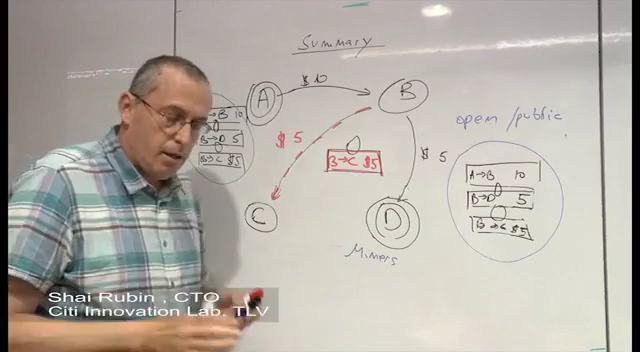 Summary
A
$10
B
B 10
B→D 5
B→C $5
$ 5
B→C $5
$ 5
open/public
A→B 10
B→D 5
B→C $5
C
D
Miners
Shai Rubin , CTO
Citi Innovation Lab, TLV